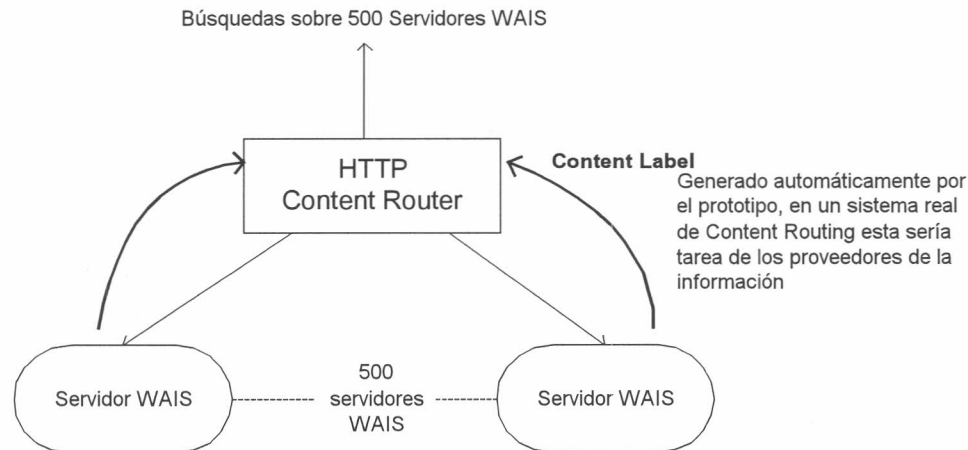 Búsquedas sobre 500 Servidores WAIS
HTTP
Content Router
Content Label
Generado automáticamente por
el prototipo, en un sistema real
de Content Routing esta sería
tarea de los proveedores de la
información
Servidor WAIS
500
servidores
WAIS
Servidor WAIS